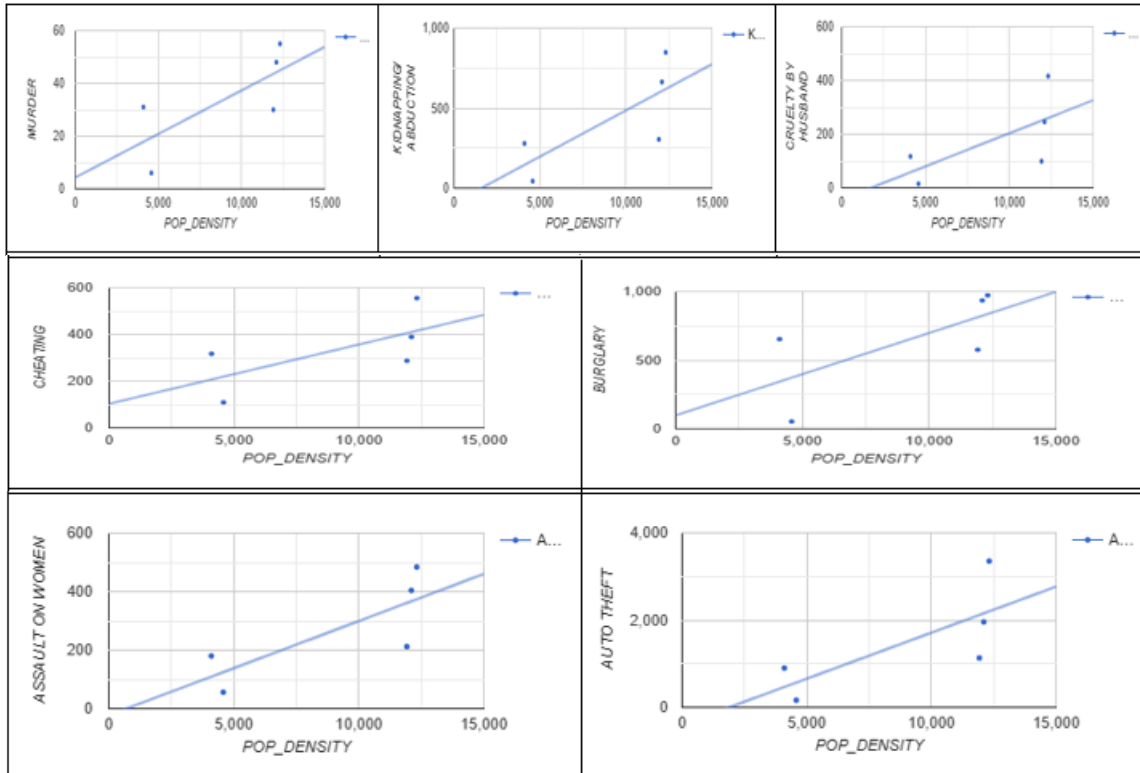 60
40
20
0
MURDER
5,000
10,000
15,000
POP_DENSITY
...
1,000
500
0
KIDNAPPING/
ABDUCTION
5,000
10,000
15,000
POP_DENSITY
K...
600
400
200
0
CRUELTY BY
HUSBAND
5,000
10,000
15,000
POP_DENSITY
...
600
400
200
0
CHEATING
0
5,000
10,000
15,000
POP_DENSITY
...
1,000
500
0
BURGLARY
0
5,000
10,000
15,000
POP_DENSITY
...
600
400
200
0
ASSAULT ON WOMEN
0
5,000
10,000
15,000
POP_DENSITY
A...
4,000
2,000
0
AUTO THEFT
0
5,000
10,000
15,000
POP_DENSITY
A...